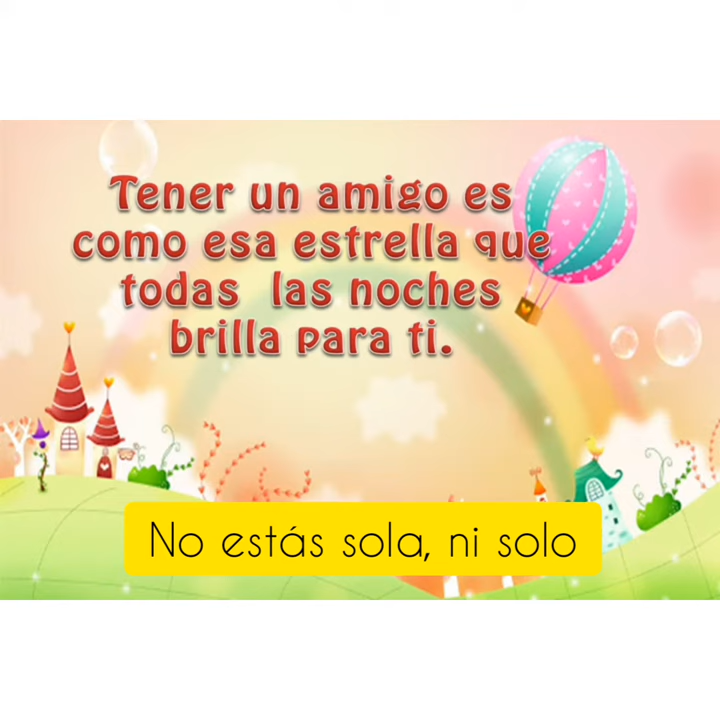 Tener un amigo es
como esa estrella que
todas las noches
brilla para ti.
No estás sola, ni solo